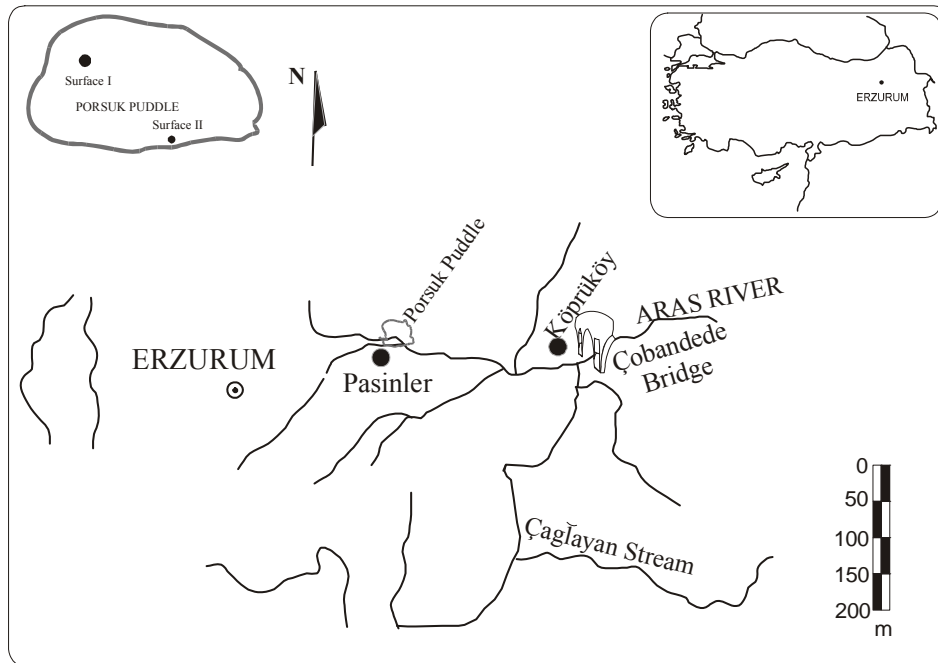 Surface I
PORSUK PUDDLE
Surface II
N
ERZURUM
Porsuk Puddle
Köprüköy
ARAS RIVER
Çobandede
Bridge
ERZURUM
Pasinler
Çağlayan Stream
0
50
100
150
200
m